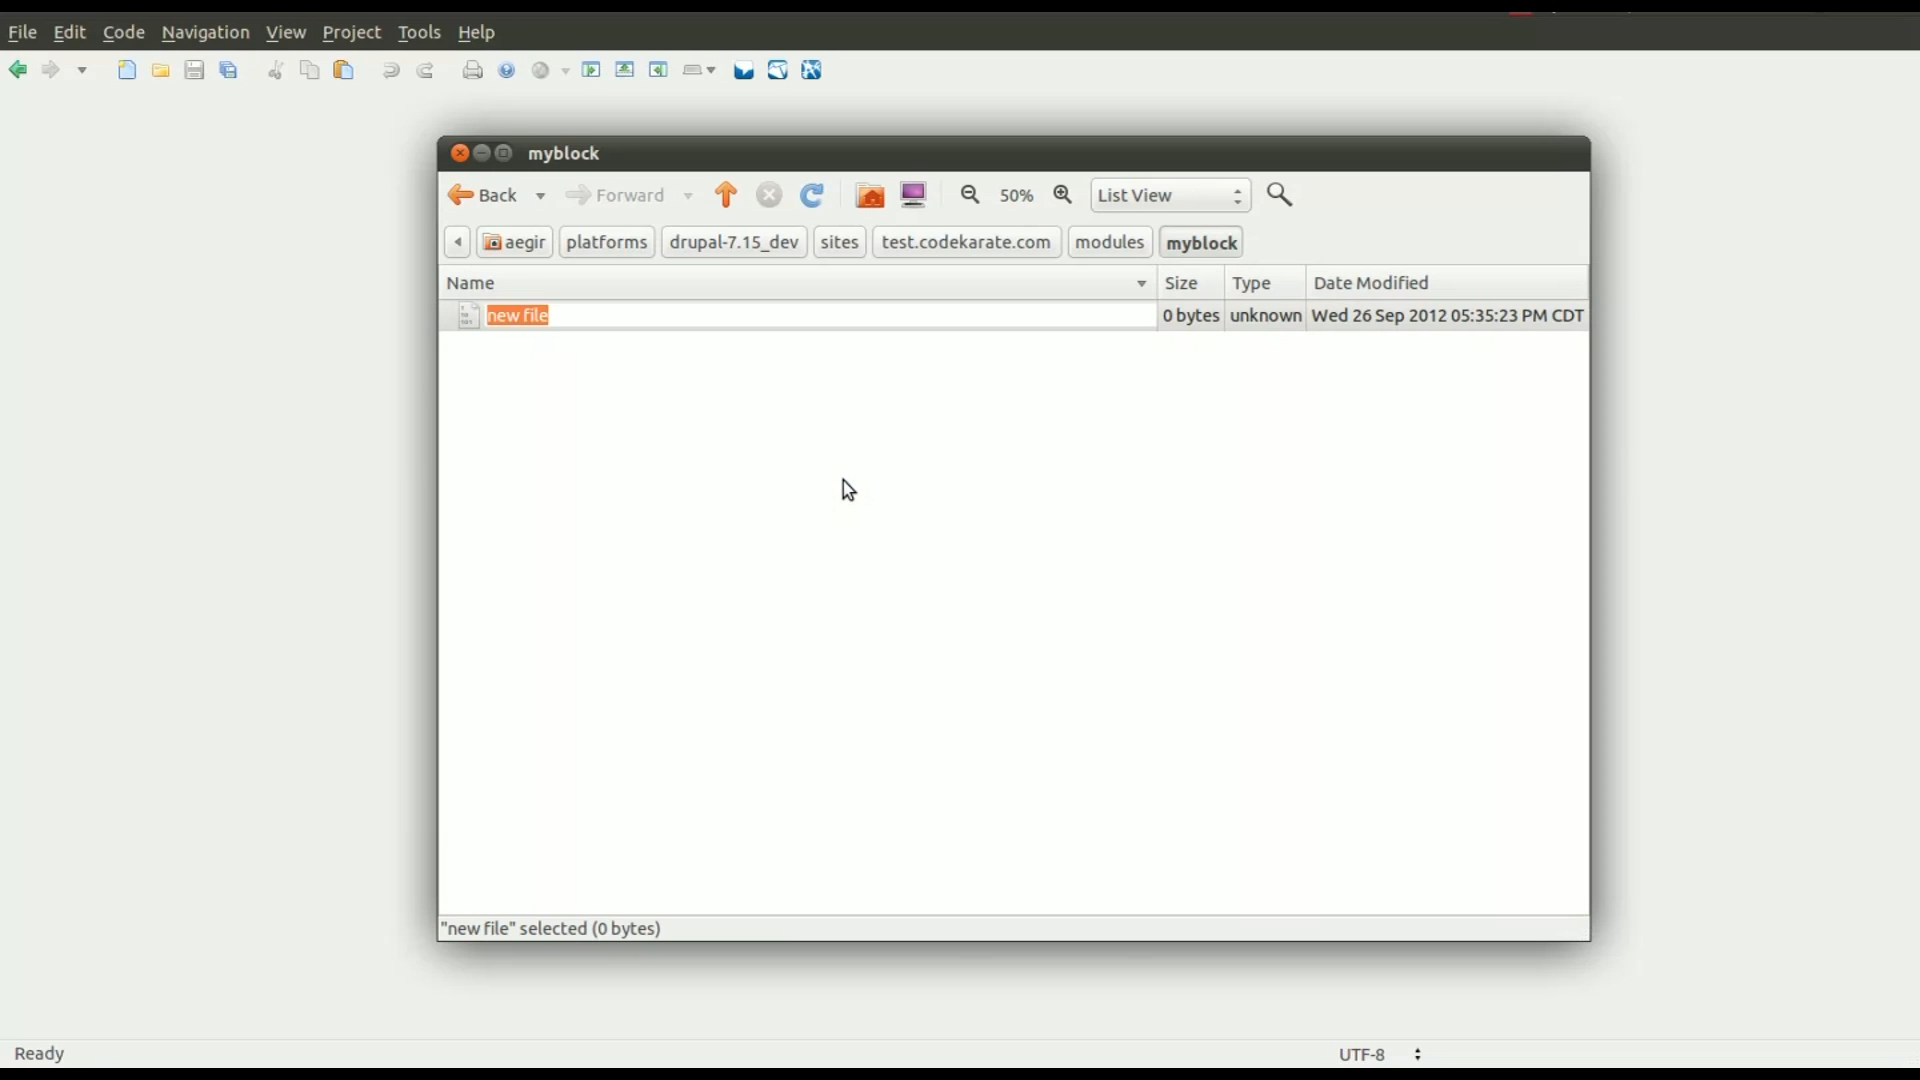 File Edit Code Navigation View Project Tools Help
myblock
Back Forward 50% List View
aegir platforms drupal-7.15_dev sites test.codekarate.com modules myblock
Name Size Type Date Modified
new file 0 bytes unknown Wed 26 Sep 2012 05:35:23 PM CDT
"new file" selected (0 bytes)
Ready UTF-8